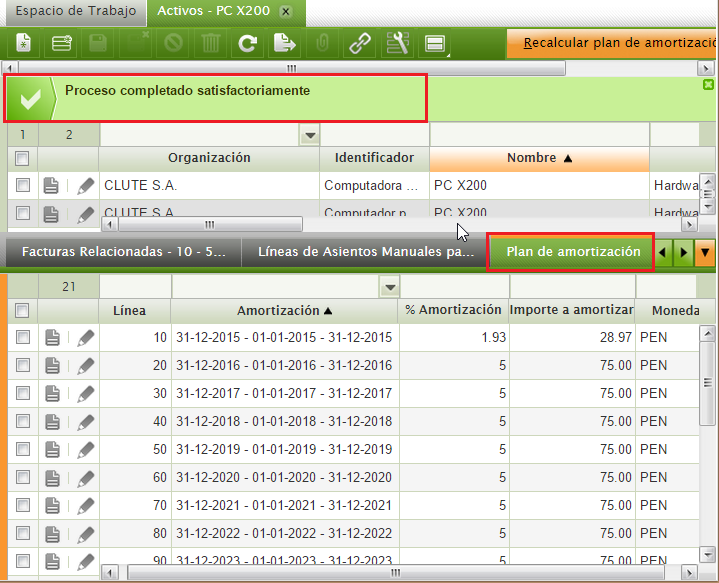 Espacio de Trabajo Activos - PC X200
Recalcular plan de amortizació
Proceso completado satisfactoriamente
1 2
Organización Identificador Nombre
CLUTE S.A. Computadora ... PC X200 Hardwa
CLUTE S.A. Computador p PC X200
Facturas Relacionadas - 10 - 5... Líneas de Asientos Manuales pa... Plan de amortización
21
Línea Amortización % Amortización Importe a amortizar Moneda
10 31-12-2015 - 01-01-2015 - 31-12-2015 1.93 28.97 PEN
20 31-12-2016 - 01-01-2016 - 31-12-2016 5 75.00 PEN
30 31-12-2017 - 01-01-2017 - 31-12-2017 5 75.00 PEN
40 31-12-2018 - 01-01-2018 - 31-12-2018 5 75.00 PEN
50 31-12-2019 - 01-01-2019 - 31-12-2019 5 75.00 PEN
60 31-12-2020 - 01-01-2020 - 31-12-2020 5 75.00 PEN
70 31-12-2021 - 01-01-2021 - 31-12-2021 5 75.00 PEN
80 31-12-2022 - 01-01-2022 - 31-12-2022 5 75.00 PEN
90 31-12-2023 - 01-01-2023 - 31-12-2023 5 75.00 PEN